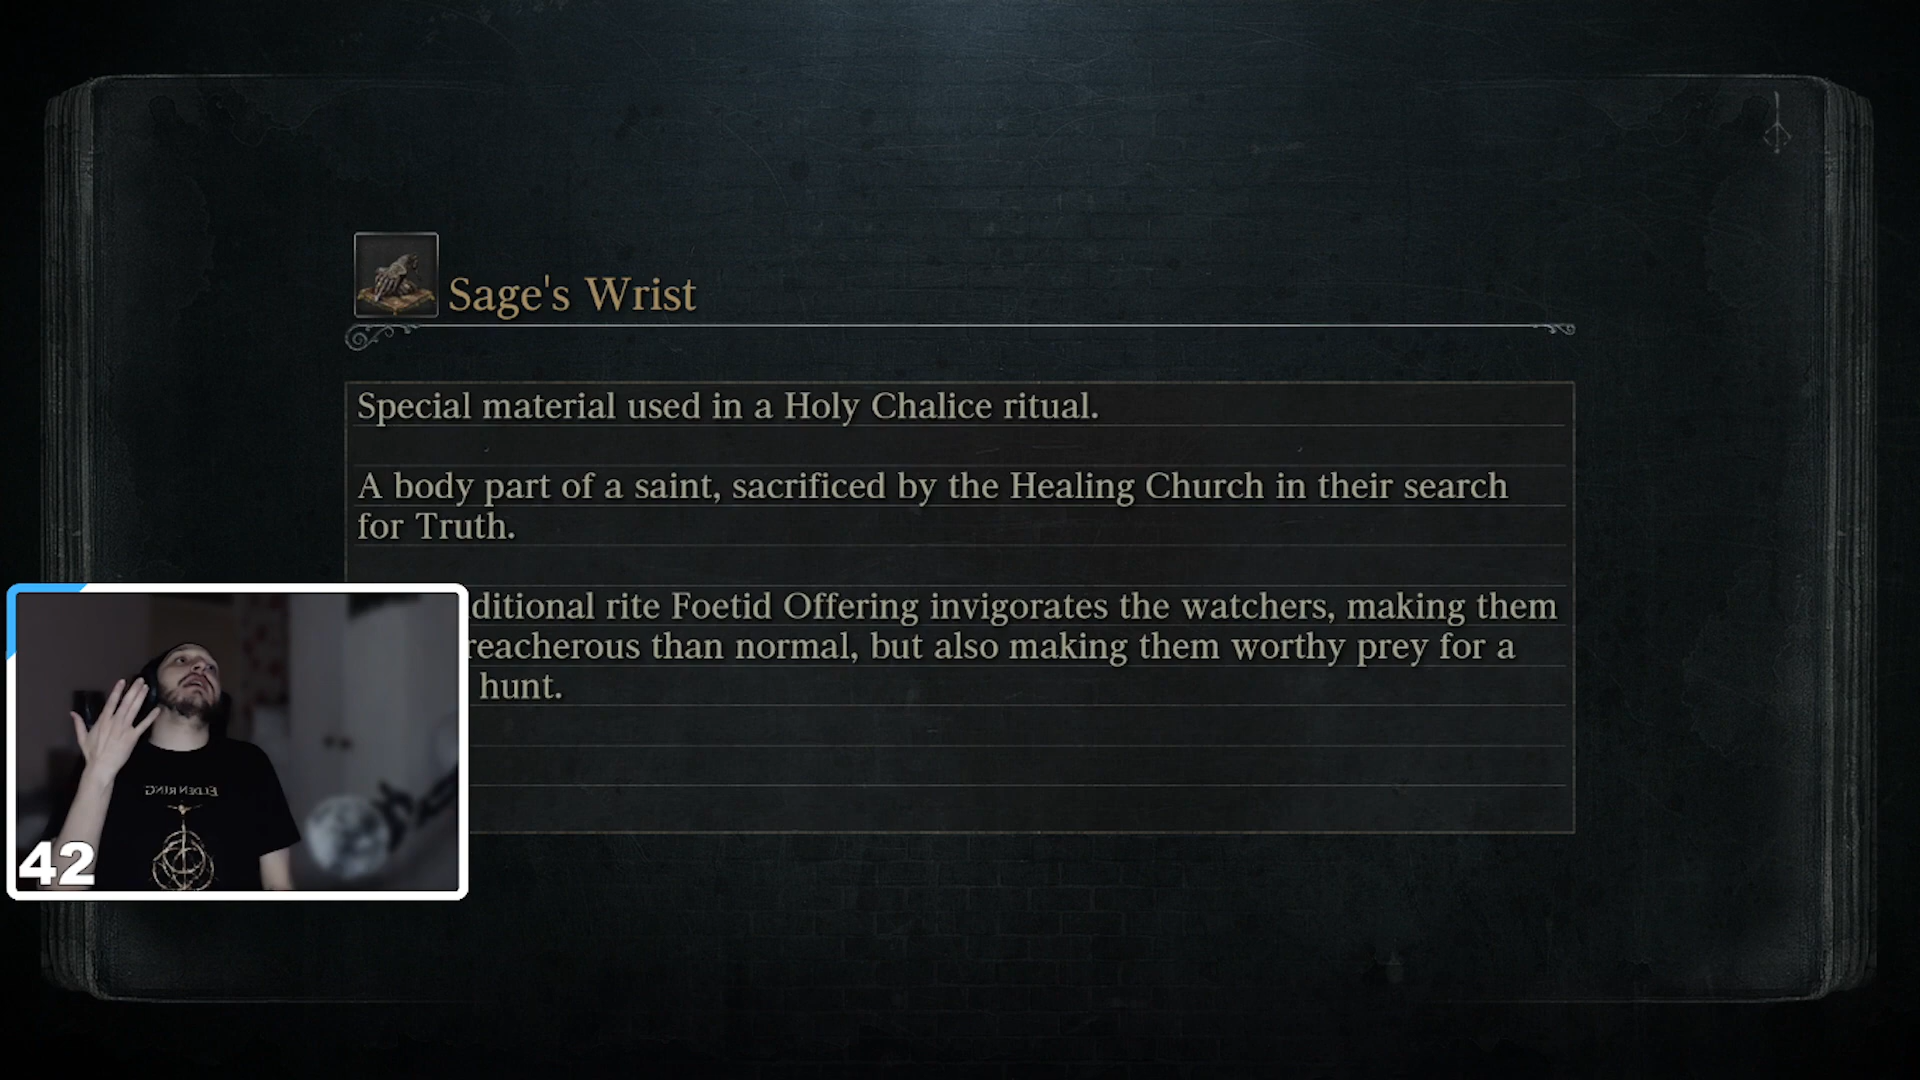 Sage's Wrist
Special material used in a Holy Chalice ritual.
A body part of a saint, sacrificed by the Healing Church in their search
for Truth.
ditional rite Foetid Offering invigorates the watchers, making them
reacherous than normal, but also making them worthy prey for a
hunt.
ELDEN RING
42